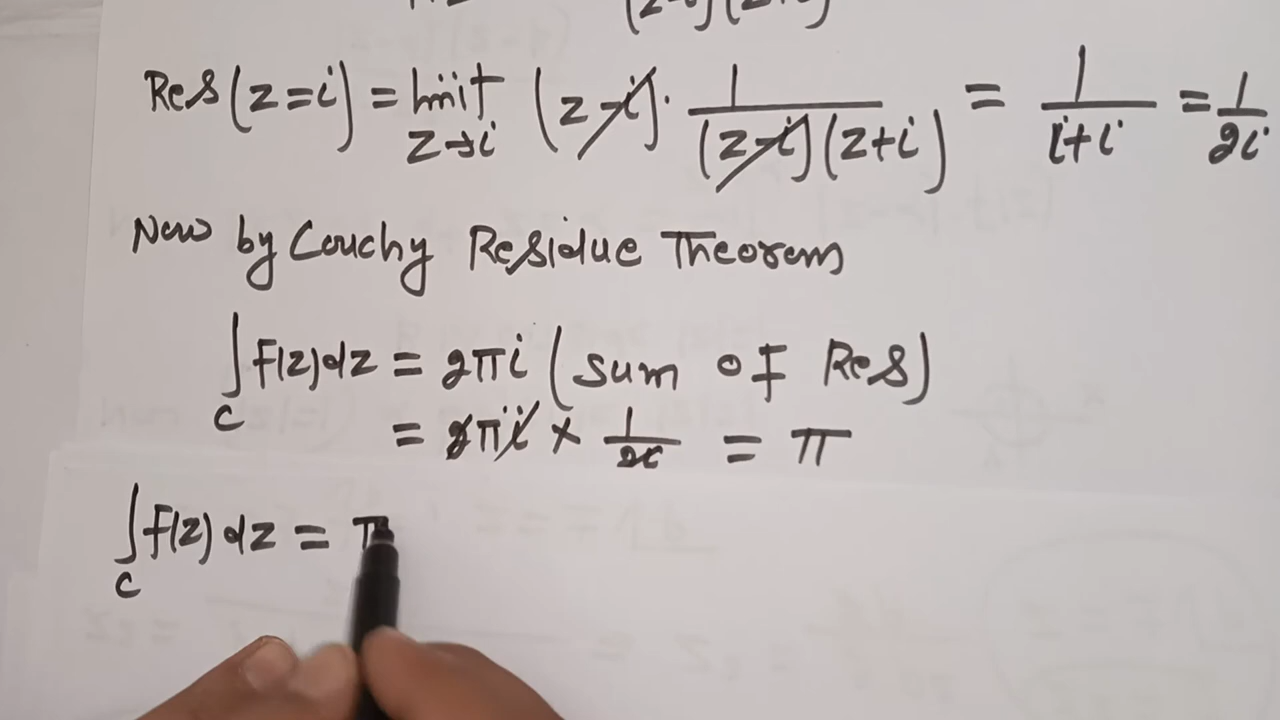 Res(z=i) = limit z→i (z-i). 1/(z-i)(z+i) = 1/i+i = 1/2i
Now by Couchy Residue Theorem
∫c f(z)dz = 2πi (sum of Res)
= 2πi × 1/2i = π
∫c f(z) dz = π